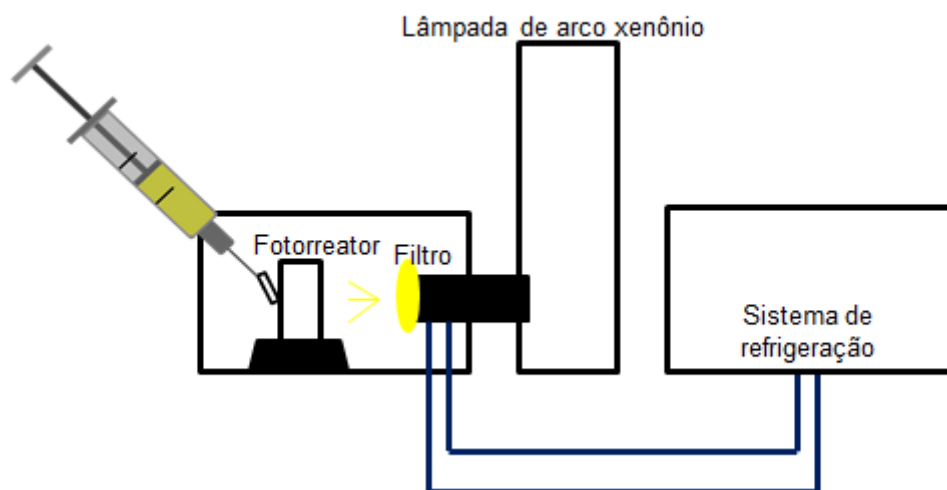 Lâmpada de arco xenônio
Fotorreator
Filtro
Sistema de
refrigeração